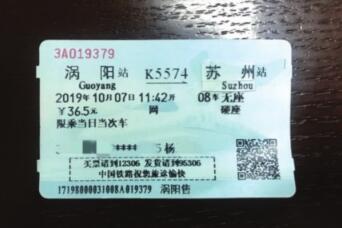 3A019379
涡阳站 K5574 苏州站
Guoyang Suzhou
2019年10月07日11:42开 08车无座
￥36.5元 网 硬座
限乘当日当次车
**** 5杨
买票请到12306 发货请到95306
中国铁路祝您旅途愉快
17198000031008A019379 涡阳售